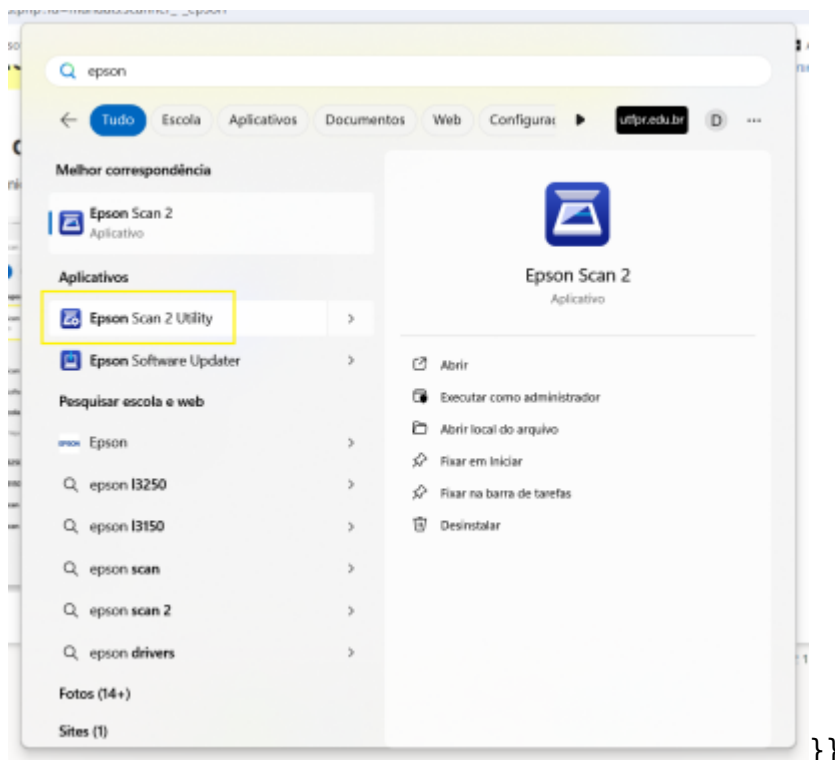 epson
Tudo Escola Aplicativos Documentos Web Configuraç utfpr.edu.br D ...
Melhor correspondência
Epson Scan 2
Aplicativo
Aplicativos
Epson Scan 2 Utility
Epson Software Updater
Pesquisar escola e web
EPSON Epson
epson l3250
epson l3150
epson scan
epson scan 2
epson drivers
Fotos (14+)
Sites (1)
Epson Scan 2
Aplicativo
Abrir
Executar como administrador
Abrir local do arquivo
Fixar em Iniciar
Fixar na barra de tarefas
Desinstalar
}}